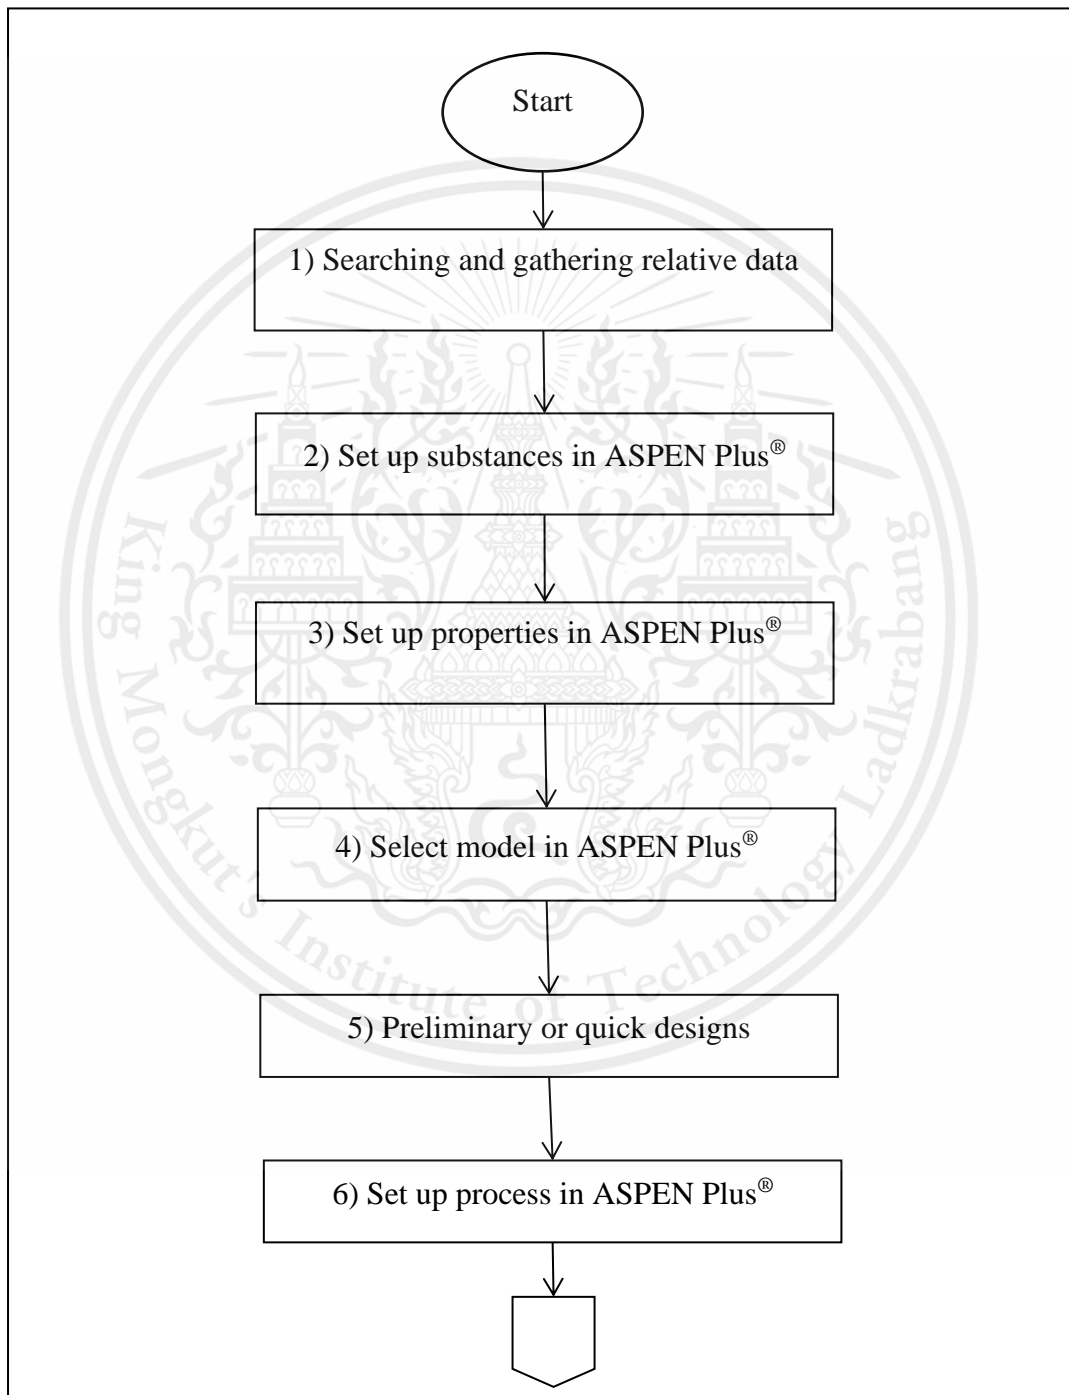 Start
1) Searching and gathering relative data
2) Set up substances in ASPEN Plus®
3) Set up properties in ASPEN Plus®
4) Select model in ASPEN Plus®
5) Preliminary or quick designs
6) Set up process in ASPEN Plus®
King Mongkut's Institute of Technology Ladkrabang